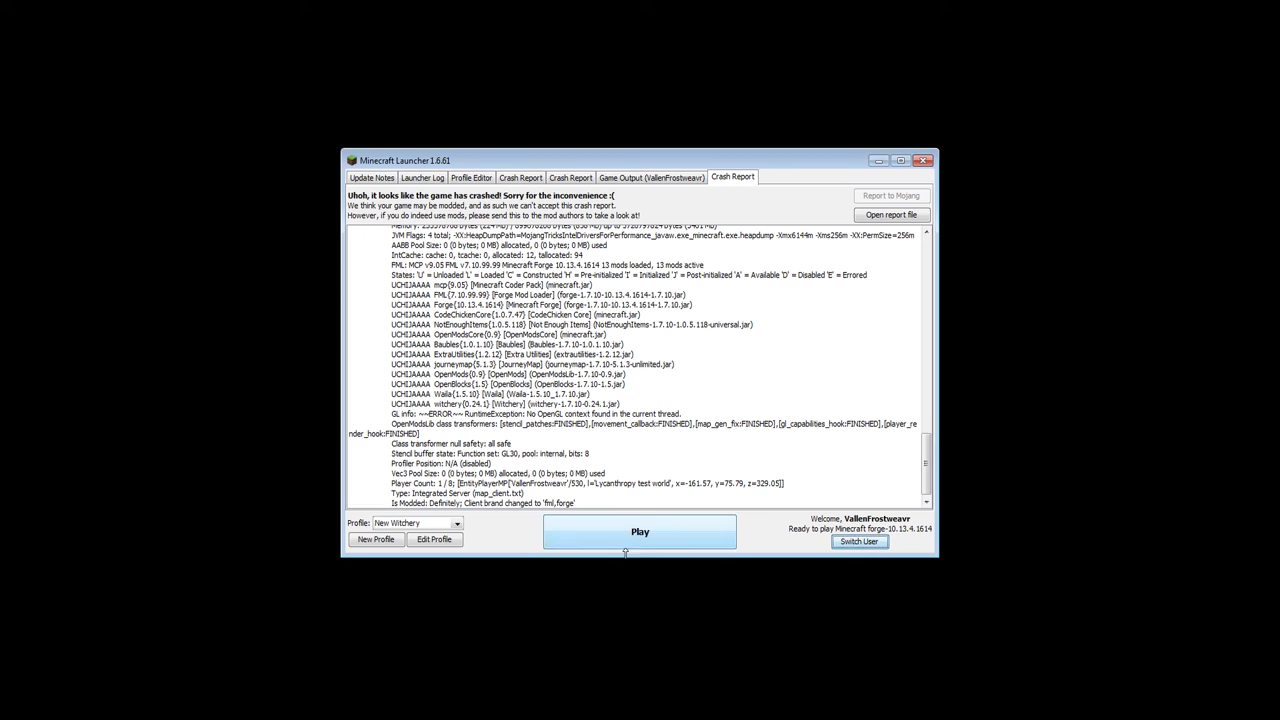 Minecraft Launcher 1.6.61
Update Notes Launcher Log Profile Editor Crash Report Crash Report Game Output (VallenFrostweavr) Crash Report
Uhoh, it looks like the game has crashed! Sorry for the inconvenience :(
We think your game may be modded, and as such we can't accept this crash report.
However, if you do indeed use mods, please send this to the mod authors to take a look at!
Report to Mojang
Open report file
JVM Flags: 4 total; -XX:HeapDumpPath=MojangTricksIntelDriversForPerformance_javaw.exe_minecraft.exe.heapdump -Xmx6144m -Xms256m -XX:PermSize=256m
AABB Pool Size: 0 (0 bytes; 0 MB) allocated, 0 (0 bytes; 0 MB) used
IntCache: cache: 0, tcache: 0, allocated: 12, tallocated: 94
FML: MCP v9.05 FML v7.10.99.99 Minecraft Forge 10.13.4.1614 13 mods loaded, 13 mods active
States: 'U' = Unloaded 'L' = Loaded 'C' = Constructed 'H' = Pre-initialized 'I' = Initialized 'J' = Post-initialized 'A' = Available 'D' = Disabled 'E' = Errored
UCHIJAAAA mcp{9.05} [Minecraft Coder Pack] (minecraft.jar)
UCHIJAAAA FML{7.10.99.99} [Forge Mod Loader] (forge-1.7.10-10.13.4.1614-1.7.10.jar)
UCHIJAAAA Forge{10.13.4.1614} [Minecraft Forge] (forge-1.7.10-10.13.4.1614-1.7.10.jar)
UCHIJAAAA CodeChickenCore{1.0.7.47} [CodeChicken Core] (minecraft.jar)
UCHIJAAAA NotEnoughItems{1.0.5.118} [Not Enough Items] (NotEnoughItems-1.7.10-1.0.5.118-universal.jar)
UCHIJAAAA OpenModsCore{0.9} [OpenModsCore] (minecraft.jar)
UCHIJAAAA Baubles{1.0.1.10} [Baubles] (Baubles-1.7.10-1.0.1.10.jar)
UCHIJAAAA ExtraUtilities{1.2.12} [Extra Utilities] (extrautilities-1.2.12.jar)
UCHIJAAAA journeymap{5.1.3} [JourneyMap] (journeymap-1.7.10-5.1.3-unlimited.jar)
UCHIJAAAA OpenMods{0.9} [OpenMods] (OpenModsLib-1.7.10-0.9.jar)
UCHIJAAAA OpenBlocks{1.5} [OpenBlocks] (OpenBlocks-1.7.10-1.5.jar)
UCHIJAAAA Waila{1.5.10} [Waila] (Waila-1.5.10_1.7.10.jar)
UCHIJAAAA witchery{0.24.1} [Witchery] (witchery-1.7.10-0.24.1.jar)
GL info: ~~ERROR~~ RuntimeException: No OpenGL context found in the current thread.
OpenModsLib class transformers: [stencil_patches:FINISHED],[movement_callback:FINISHED],[map_gen_fix:FINISHED],[gl_capabilities_hook:FINISHED],[player_re
nder_hook:FINISHED]
Class transformer null safety: all safe
Stencil buffer state: Function set: GL30, pool: internal, bits: 8
Profiler Position: N/A (disabled)
Vec3 Pool Size: 0 (0 bytes; 0 MB) allocated, 0 (0 bytes; 0 MB) used
Player Count: 1 / 8; [EntityPlayerMP['VallenFrostweavr'/530, l='Lycanthropy test world', x=-161.57, y=75.79, z=329.05]]
Type: Integrated Server (map_client.txt)
Is Modded: Definitely; Client brand changed to 'fml,forge'
Profile: New Witchery
New Profile Edit Profile
Play
Welcome, VallenFrostweavr
Ready to play Minecraft forge-10.13.4.1614
Switch User